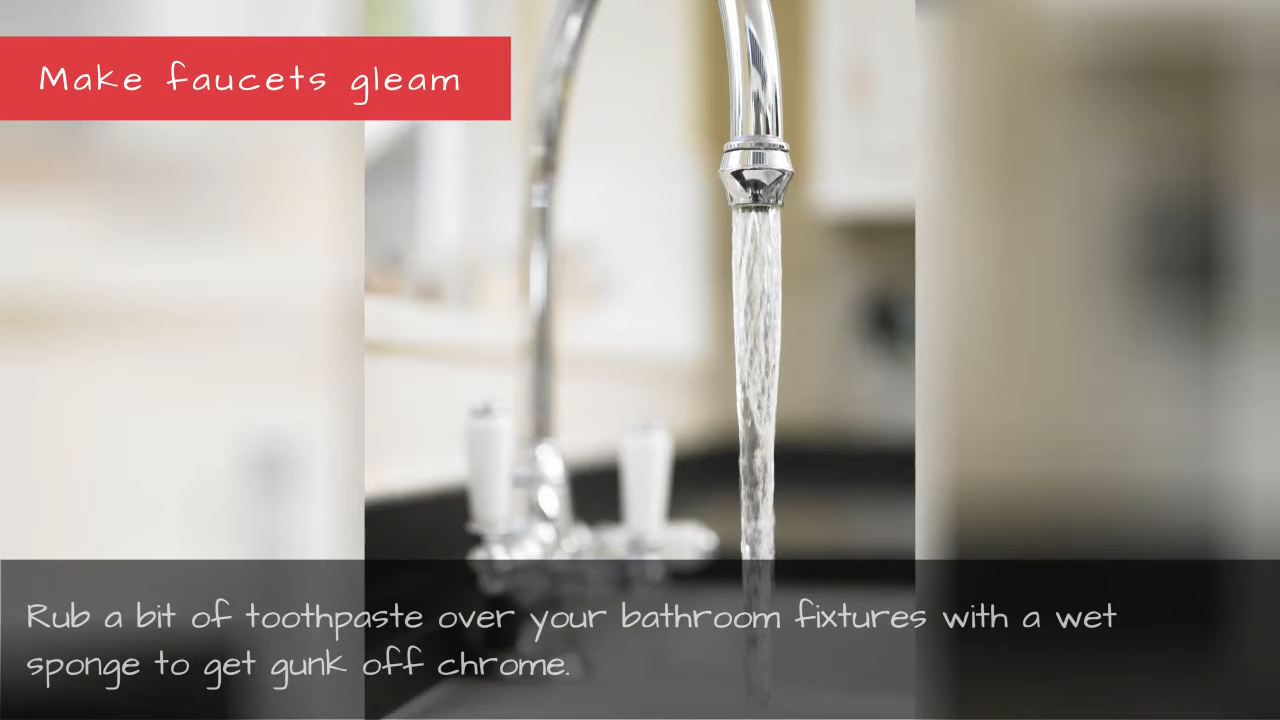 Make faucets gleam
Rub a bit of toothpaste over your bathroom fixtures with a wet
sponge to get gunk off chrome.